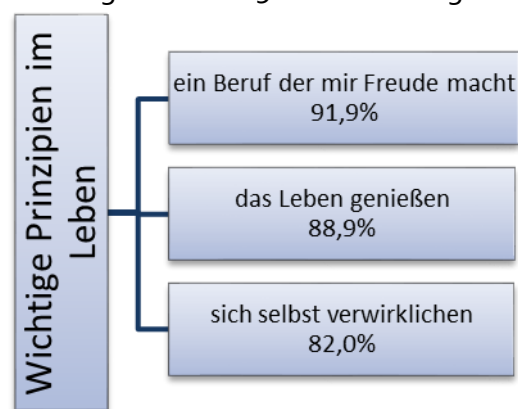 Wichtige Prinzipien im
Leben
ein Beruf der mir Freude macht
91,9%
das Leben genießen
88,9%
sich selbst verwirklichen
82,0%